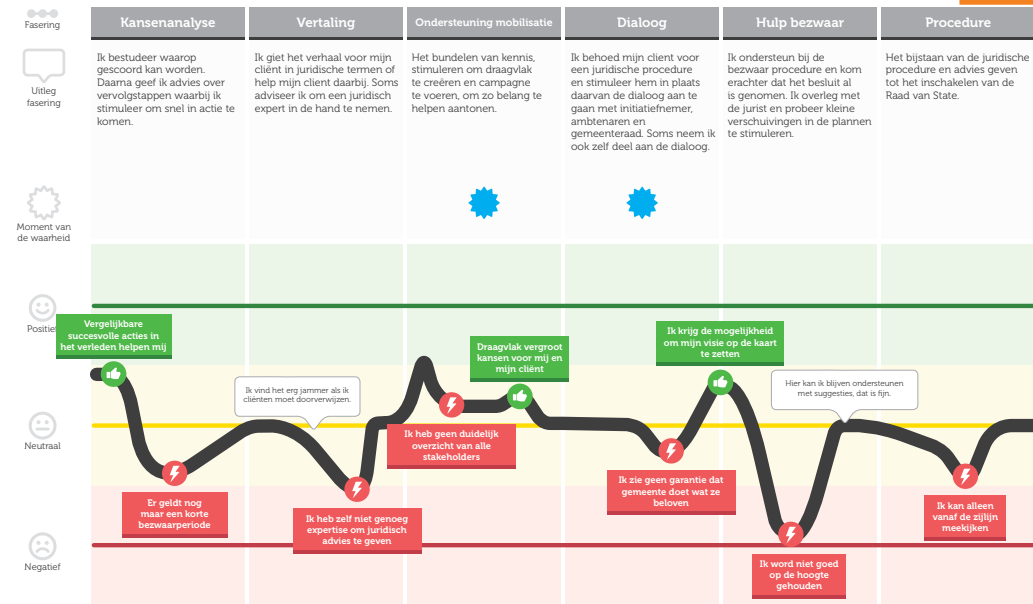 Fasering
Kansenanalyse
Vertaling
Ondersteuning mobilisatie
Dialoog
Hulp bezwaar
Procedure
Uitleg
fasering
Ik bestudeer waarop
gescoord kan worden.
Daarna geef ik advies over
vervolgstappen waarbij ik
stimuleer om snel in actie te
komen.
Ik giet het verhaal voor mijn
cliënt in juridische termen of
help mijn client daarbij. Soms
adviseer ik om een juridisch
expert in de hand te nemen.
Het bundelen van kennis,
stimuleren om draagvlak
te creëren en campagne
te voeren, om zo belang te
helpen aantonen.
Ik behoed mijn client voor
een juridische procedure
en stimuleer hem in plaats
daarvan de dialoog aan te
gaan met initiatiefnemer,
ambtenaren en
gemeenteraad. Soms neem ik
ook zelf deel aan de dialoog.
Ik ondersteun bij de
bezwaar procedure en kom
erachter dat het besluit al
is genomen. Ik overleg met
de jurist en probeer kleine
verschuivingen in de plannen
te stimuleren.
Het bijstaan van de juridische
procedure en advies geven
tot het inschakelen van de
Raad van State.
Moment van
de waarheid
Positief
Neutraal
Negatief
Vergelijkbare
succesvolle acties in
het verleden helpen mij
Er geldt nog
maar een korte
bezwaarperiode
Ik vind het erg jammer als ik
cliënten moet doorverwijzen.
Ik heb zelf niet genoeg
expertise om juridisch
advies te geven
Ik heb geen duidelijk
overzicht van alle
stakeholders
Draagvlak vergroot
kansen voor mij en
mijn cliënt
Ik zie geen garantie dat
gemeente doet wat ze
beloven
Ik krijg de mogelijkheid
om mijn visie op de kaart
te zetten
Ik word niet goed
op de hoogte
gehouden
Hier kan ik blijven ondersteunen
met suggesties, dat is fijn.
Ik kan alleen
vanaf de zijlijn
meekijken